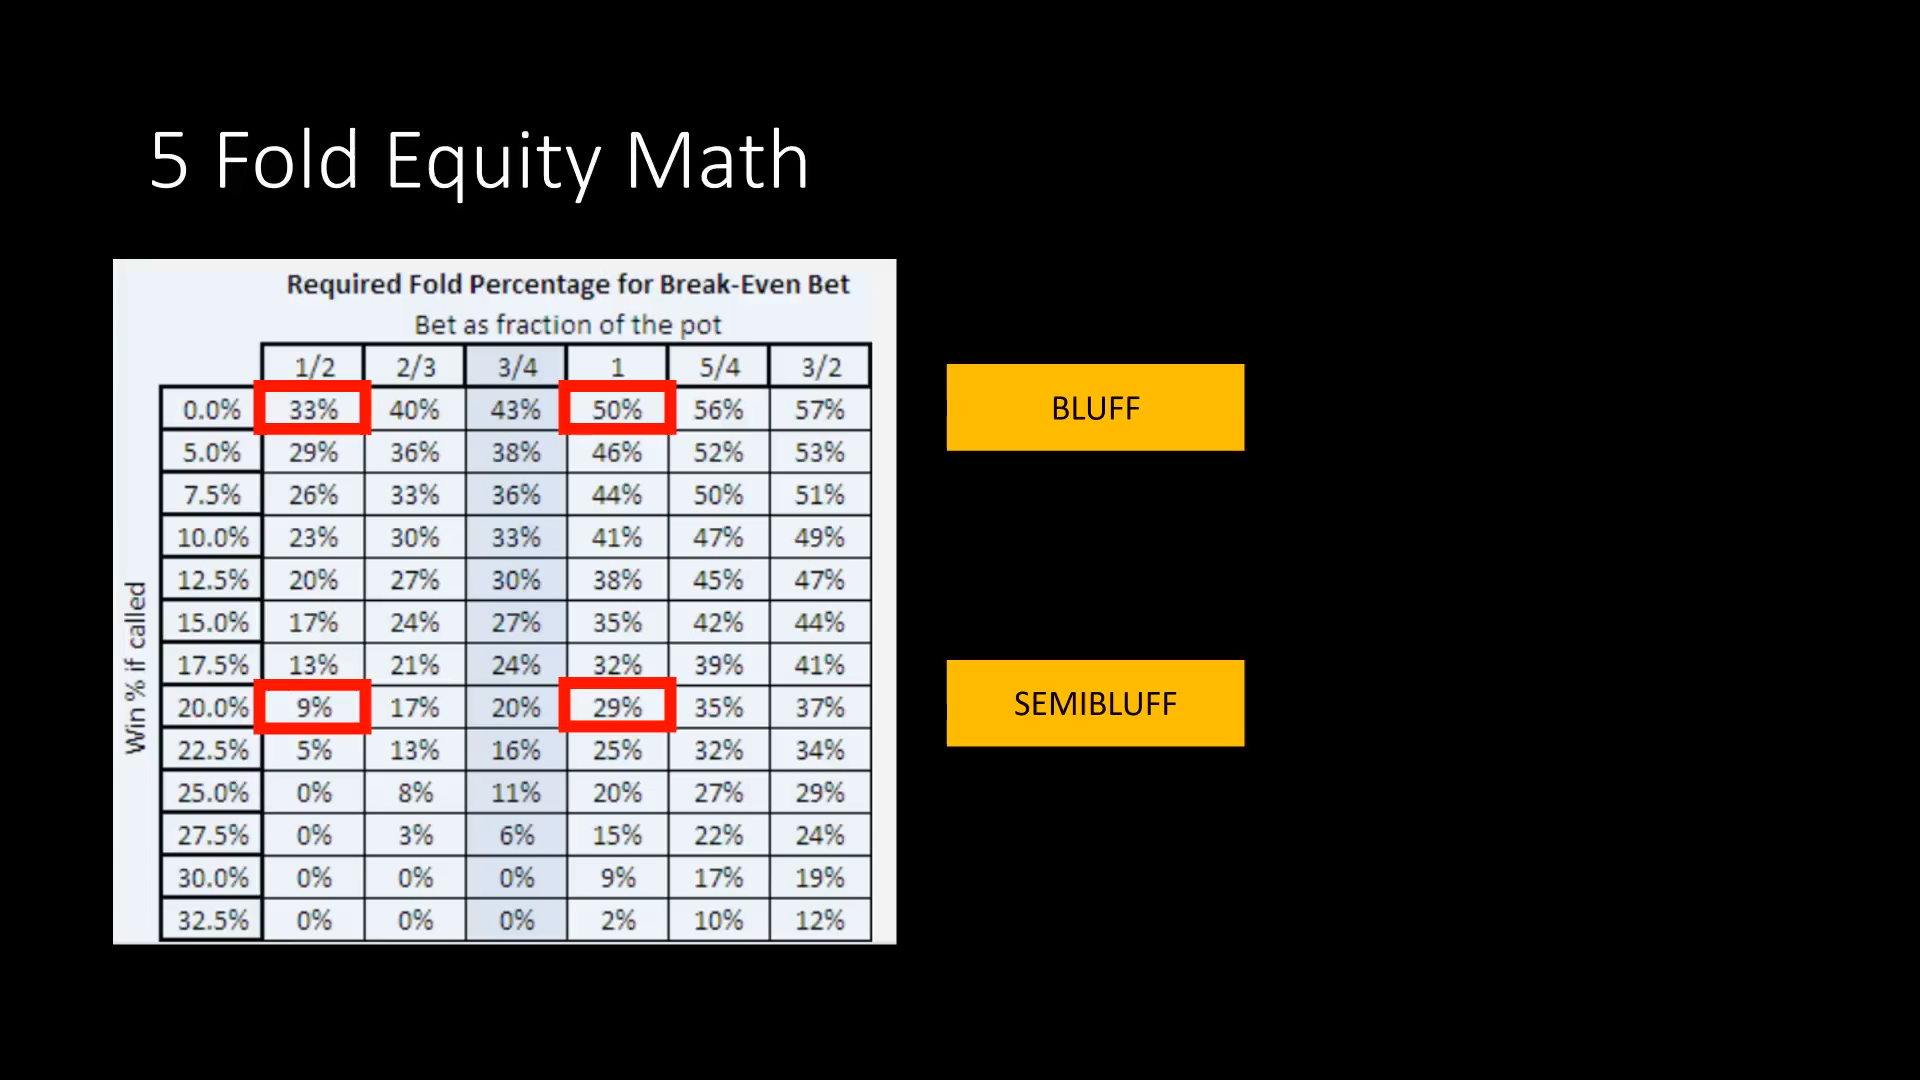 5 Fold Equity Math
Required Fold Percentage for Break-Even Bet
Bet as fraction of the pot
1/2 2/3 3/4 1 5/4 3/2
Win % if called
0.0% 33% 40% 43% 50% 56% 57%
5.0% 29% 36% 38% 46% 52% 53%
7.5% 26% 33% 36% 44% 50% 51%
10.0% 23% 30% 33% 41% 47% 49%
12.5% 20% 27% 30% 38% 45% 47%
15.0% 17% 24% 27% 35% 42% 44%
17.5% 13% 21% 24% 32% 39% 41%
20.0% 9% 17% 20% 29% 35% 37%
22.5% 5% 13% 16% 25% 32% 34%
25.0% 0% 8% 11% 20% 27% 29%
27.5% 0% 3% 6% 15% 22% 24%
30.0% 0% 0% 0% 9% 17% 19%
32.5% 0% 0% 0% 2% 10% 12%
BLUFF
SEMIBLUFF